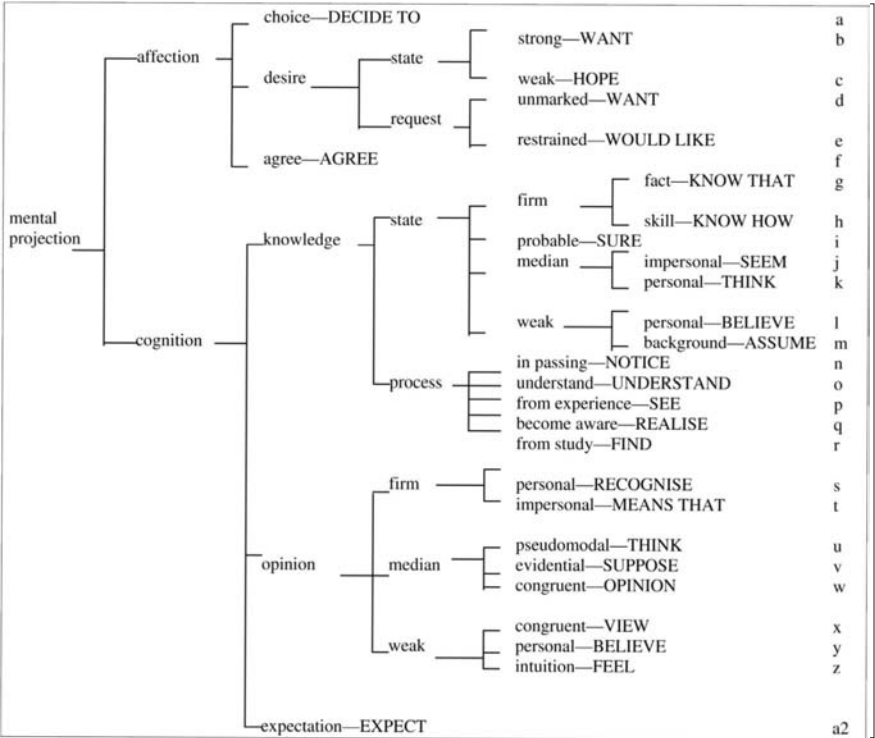 choice—DECIDE TO a
strong—WANT b
affection state
desire weak—HOPE c
unmarked—WANT d
request
restrained—WOULD LIKE e
agree—AGREE f
fact—KNOW THAT g
firm
mental
projection
state skill—KNOW HOW h
knowledge probable—SURE i
median impersonal—SEEM j
personal—THINK k
weak personal—BELIEVE l
cognition background—ASSUME m
in passing—NOTICE n
process understand—UNDERSTAND o
from experience—SEE p
become aware—REALISE q
from study—FIND r
firm personal—RECOGNISE s
impersonal—MEANS THAT t
pseudomodal—THINK u
opinion median evidential—SUPPOSE v
congruent—OPINION w
congruent—VIEW x
weak personal—BELIEVE y
intuition—FEEL z
expectation—EXPECT a2